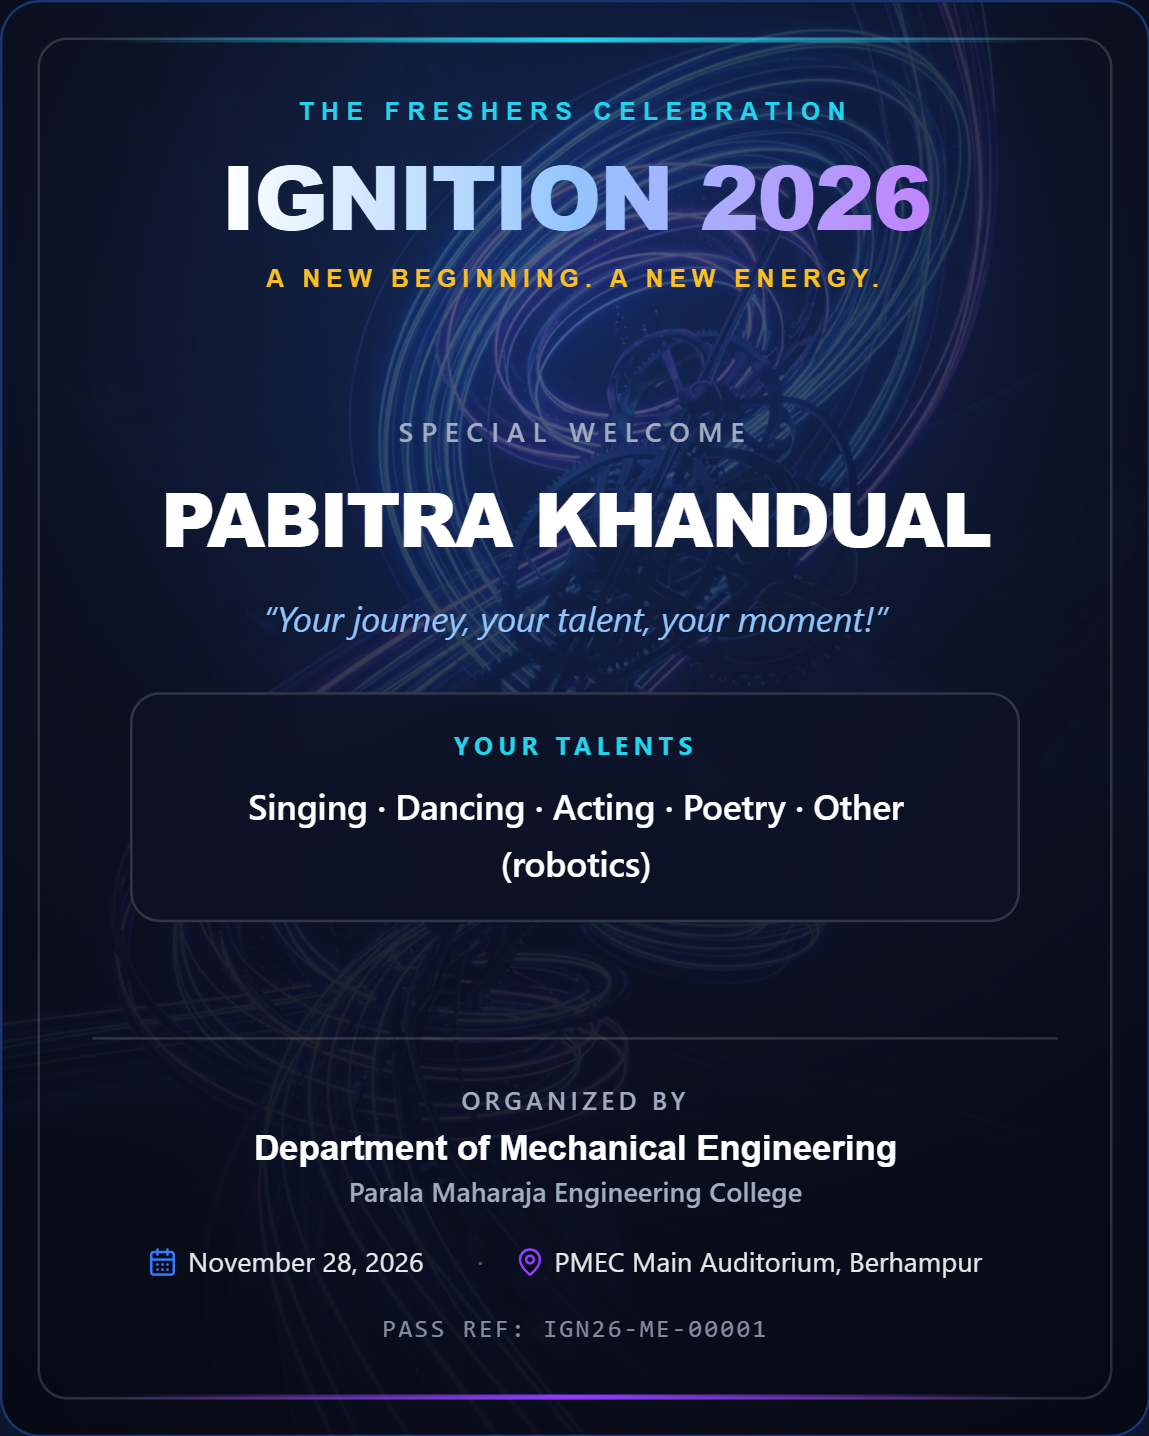 THE FRESHERS CELEBRATION
IGNITION 2026
A NEW BEGINNING. A NEW ENERGY.
SPECIAL WELCOME
PABITRA KHANDUAL
“Your journey, your talent, your moment!”
YOUR TALENTS
Singing · Dancing · Acting · Poetry · Other
(robotics)
ORGANIZED BY
Department of Mechanical Engineering
Parala Maharaja Engineering College
November 28, 2026 · PMEC Main Auditorium, Berhampur
PASS REF: IGN26-ME-00001